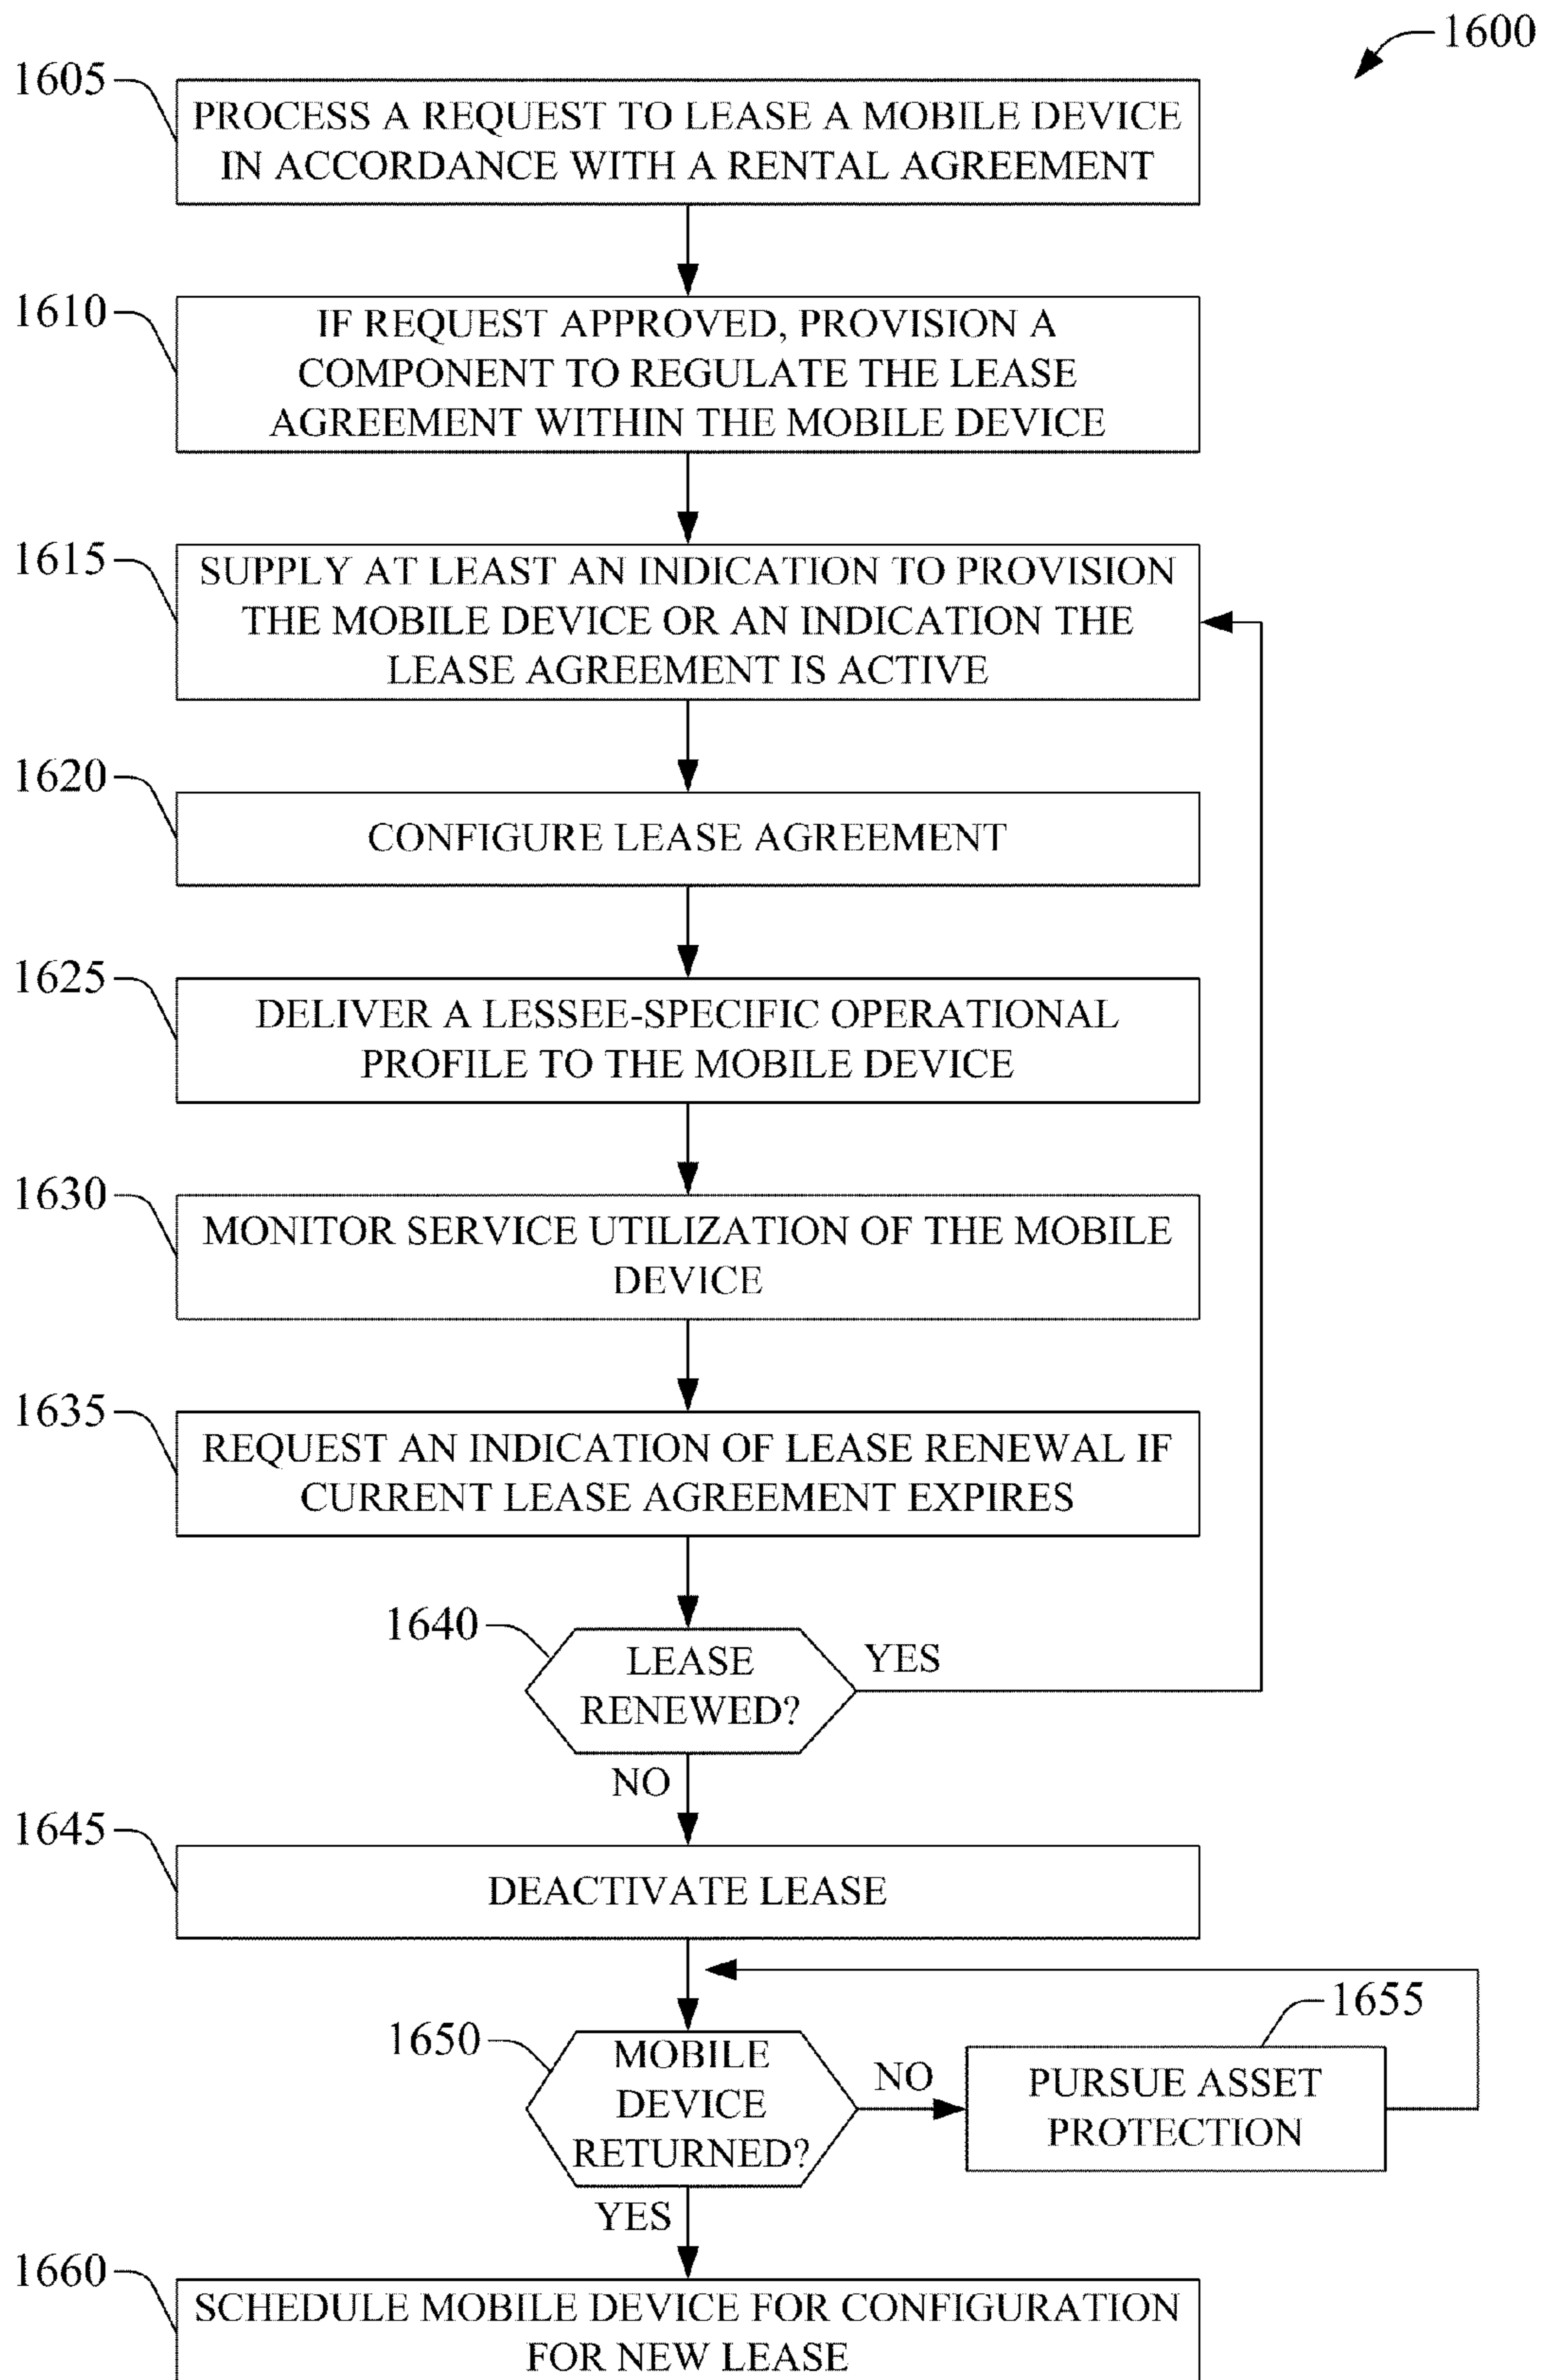 1600
1605
PROCESS A REQUEST TO LEASE A MOBILE DEVICE
IN ACCORDANCE WITH A RENTAL AGREEMENT
1610
IF REQUEST APPROVED, PROVISION A
COMPONENT TO REGULATE THE LEASE
AGREEMENT WITHIN THE MOBILE DEVICE
1615
SUPPLY AT LEAST AN INDICATION TO PROVISION
THE MOBILE DEVICE OR AN INDICATION THE
LEASE AGREEMENT IS ACTIVE
1620
CONFIGURE LEASE AGREEMENT
1625
DELIVER A LESSEE-SPECIFIC OPERATIONAL
PROFILE TO THE MOBILE DEVICE
1630
MONITOR SERVICE UTILIZATION OF THE MOBILE
DEVICE
1635
REQUEST AN INDICATION OF LEASE RENEWAL IF
CURRENT LEASE AGREEMENT EXPIRES
1640
LEASE
RENEWED?
YES
NO
1645
DEACTIVATE LEASE
1650
MOBILE
DEVICE
RETURNED?
NO
1655
PURSUE ASSET
PROTECTION
YES
1660
SCHEDULE MOBILE DEVICE FOR CONFIGURATION
FOR NEW LEASE